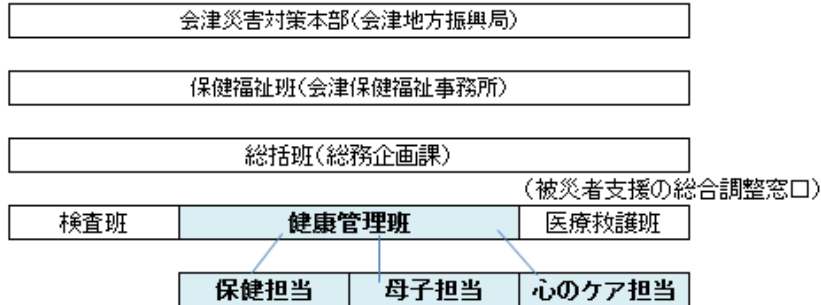 会津災害対策本部(会津地方振興局)
保健福祉班(会津保健福祉事務所)
総括班(総務企画課)
(被災者支援の総合調整窓口)
検査班 健康管理班 医療救護班
保健担当 母子担当 心のケア担当